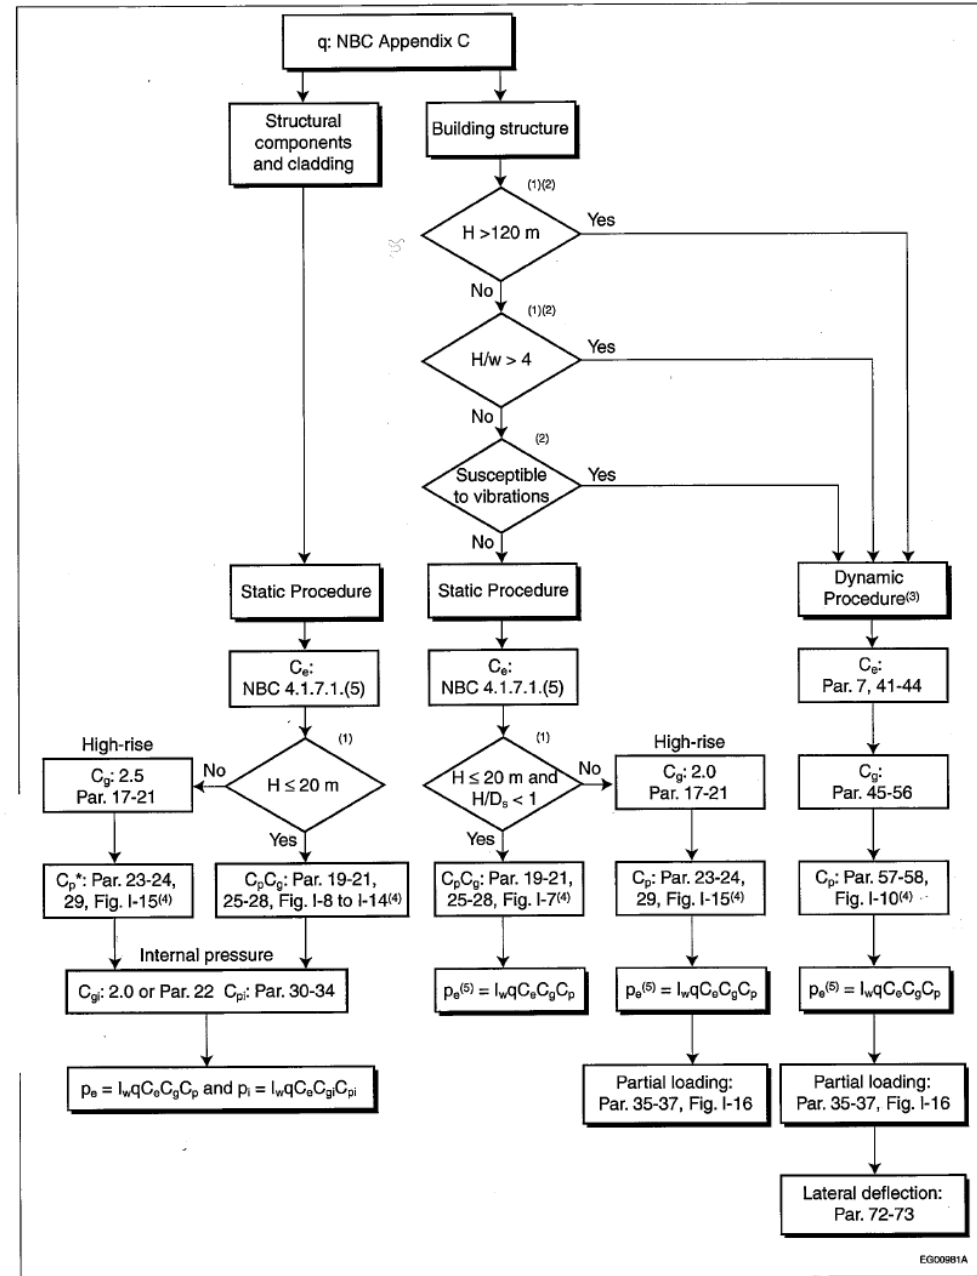 q: NBC Appendix C
Structural
components
and cladding
Building structure
(1)(2)
H >120 m
Yes
No
(1)(2)
H/w > 4
Yes
No
(2)
Susceptible
to vibrations
Yes
No
Static Procedure
Static Procedure
Dynamic
Procedure(3)
Ce:
NBC 4.1.7.1.(5)
Ce:
NBC 4.1.7.1.(5)
Ce:
Par. 7, 41-44
High-rise
Cg: 2.5
Par. 17-21
No
(1)
H ≤ 20 m
Yes
(1)
H ≤ 20 m and
H/Ds < 1
No
Yes
High-rise
Cg: 2.0
Par. 17-21
Cg:
Par. 45-56
Cp*: Par. 23-24,
29, Fig. I-15(4)
CpCg: Par. 19-21,
25-28, Fig. I-8 to I-14(4)
CpCg: Par. 19-21,
25-28, Fig. I-7(4)
Cp: Par. 23-24,
29, Fig. I-15(4)
Cp: Par. 57-58,
Fig. I-10(4)
Internal pressure
Cgi: 2.0 or Par. 22 Cpi: Par. 30-34
pe(5) = IwqCeCgCp
pe(5) = IwqCeCgCp
pe(5) = IwqCeCgCp
pe = IwqCeCgCp and pi = IwqCeCgiCpi
Partial loading:
Par. 35-37, Fig. I-16
Partial loading:
Par. 35-37, Fig. I-16
Lateral deflection:
Par. 72-73
EG00981A